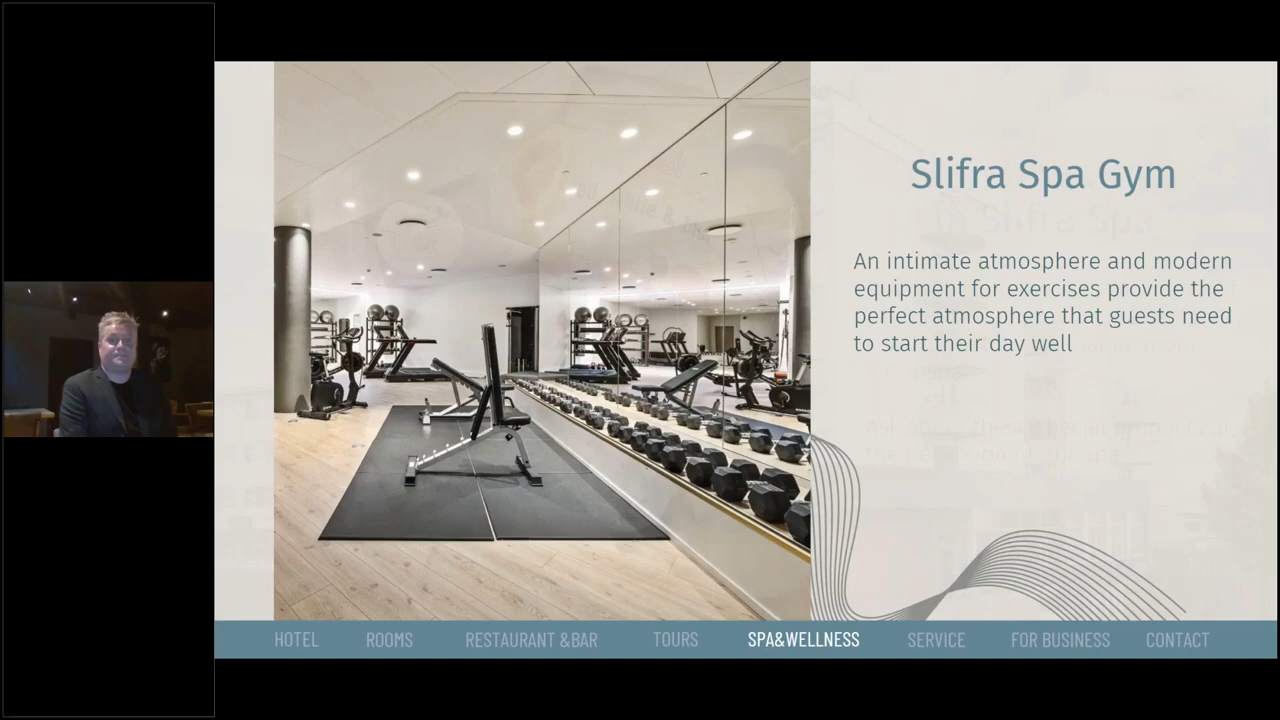 Slifra Spa Gym
An intimate atmosphere and modern
equipment for exercises provide the
perfect atmosphere that guests need
to start their day well
HOTEL ROOMS RESTAURANT &BAR TOURS SPA&WELLNESS SERVICE FOR BUSINESS CONTACT